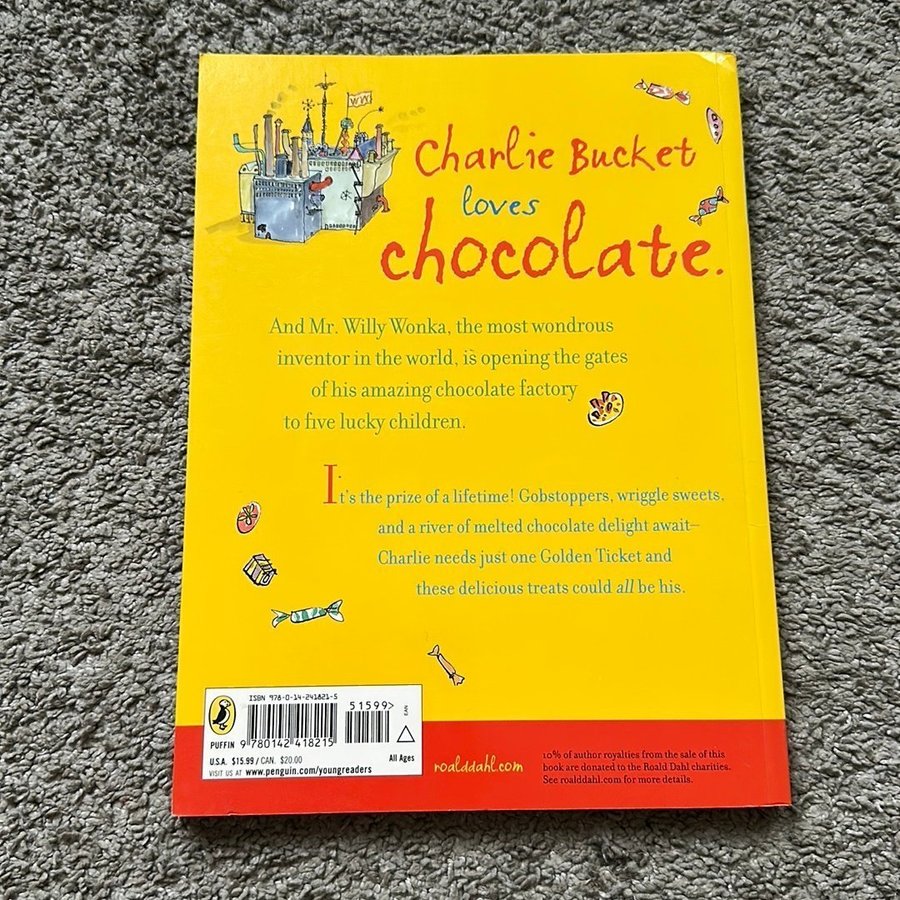 WW
Charlie Bucket
loves
chocolate.
And Mr. Willy Wonka, the most wondrous
inventor in the world, is opening the gates
of his amazing chocolate factory
to five lucky children.
It's the prize of a lifetime! Gobstoppers, wriggle sweets,
and a river of melted chocolate delight await—
Charlie needs just one Golden Ticket and
these delicious treats could all be his.
ISBN 978-0-14-241821-5
51599>
EAN
PUFFIN
9 780142 418215
U.S.A. $15.99 / CAN. $20.00
All Ages
VISIT US AT www.penguin.com/youngreaders
roalddahl.com
10% of author royalties from the sale of this
book are donated to the Roald Dahl charities.
See roalddahl.com for more details.